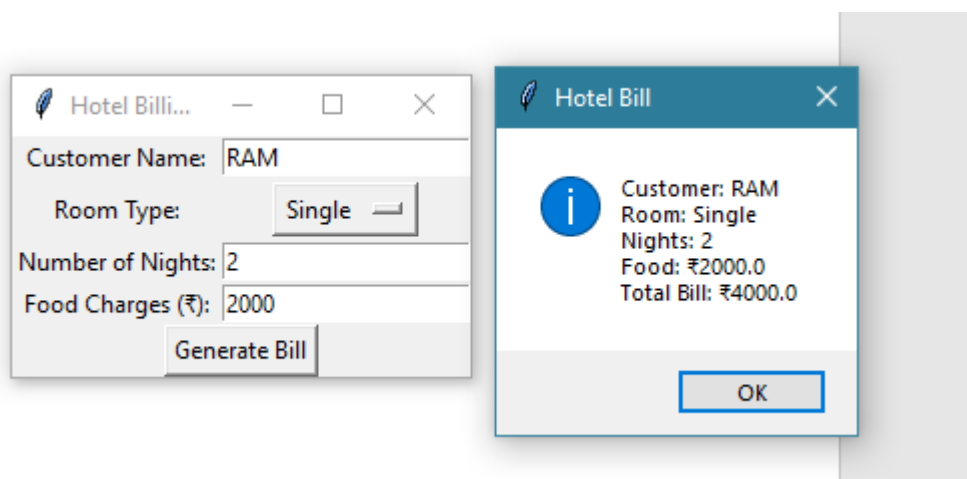 Hotel Billi...
Customer Name: RAM
Room Type: Single
Number of Nights: 2
Food Charges (₹): 2000
Generate Bill
Hotel Bill
Customer: RAM
Room: Single
Nights: 2
Food: ₹2000.0
Total Bill: ₹4000.0
OK